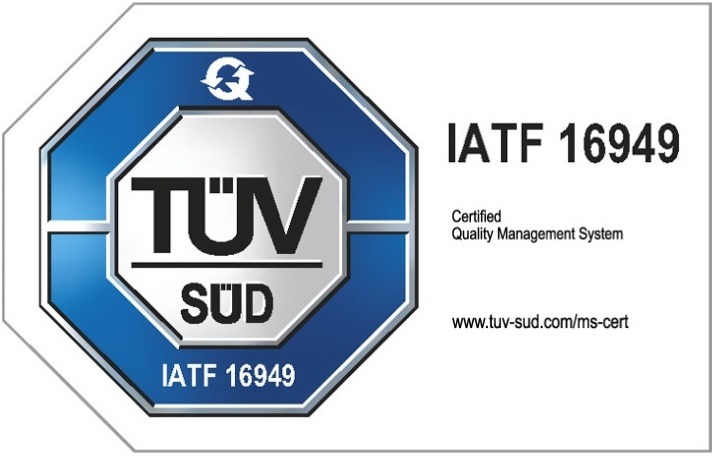 Q
TÜV
SÜD
IATF 16949
IATF 16949
Certified
Quality Management System
www.tuv-sud.com/ms-cert